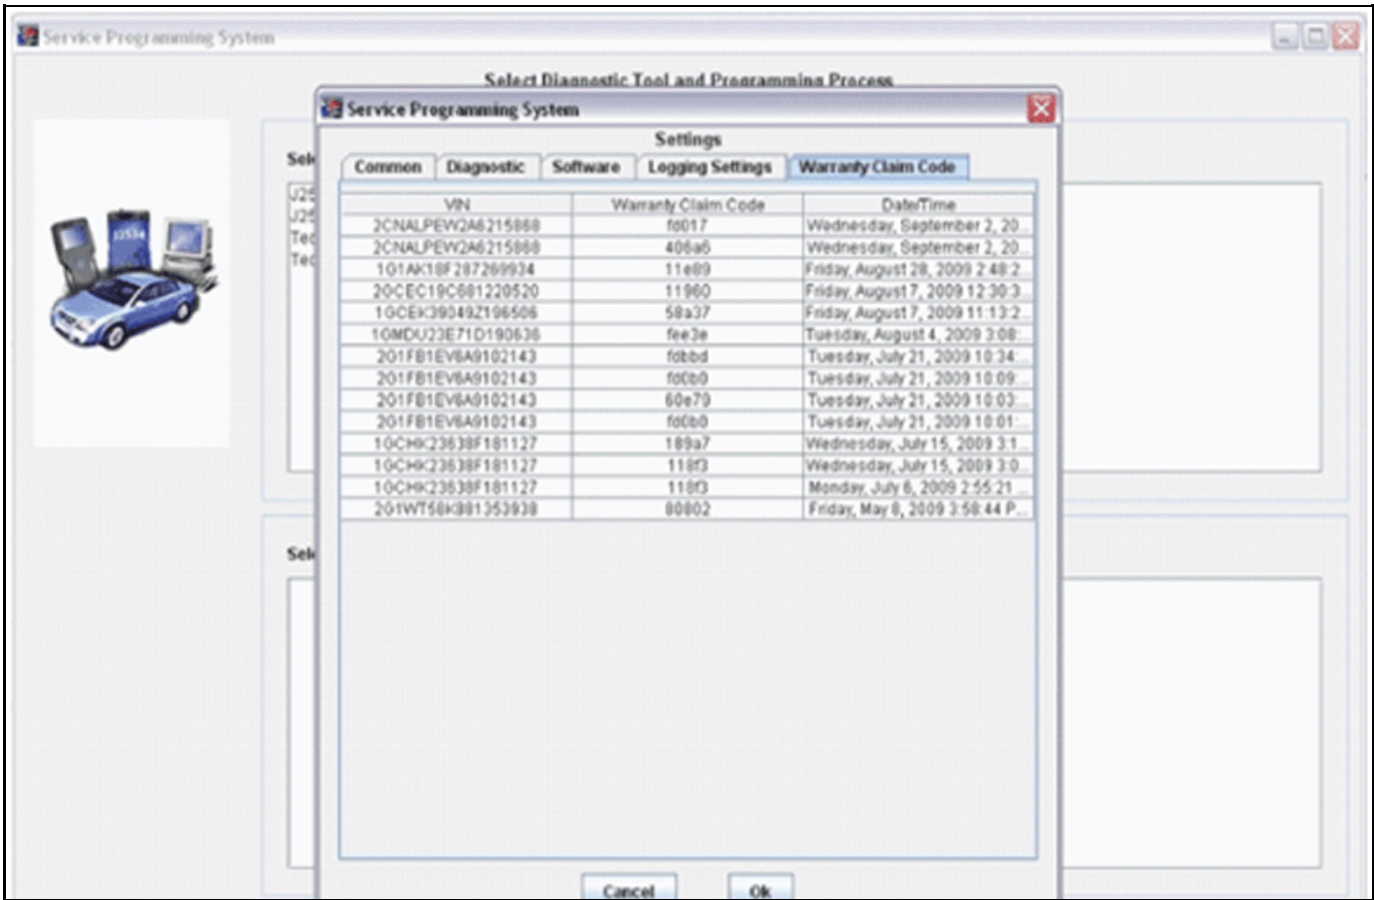 Service Programming System
Select Diagnostic Tool and Programming Process
Service Programming System
Settings
Common Diagnostic Software Logging Settings Warranty Claim Code
VIN Warranty Claim Code Date/Time
2CNALPEW2A6215868 fd017 Wednesday, September 2, 20...
2CNALPEW2A6215868 406a6 Wednesday, September 2, 20...
1G1AK18F287269934 11e89 Friday, August 28, 2009 2:48:2...
2GCEC19C681220520 11960 Friday, August 7, 2009 12:30:3...
1GCEK39049Z196506 58a37 Friday, August 7, 2009 11:13:2...
1GMDU23E71D190636 fee3e Tuesday, August 4, 2009 3:08:...
2G1FB1EV6A9102143 fdbbd Tuesday, July 21, 2009 10:34:...
2G1FB1EV6A9102143 fd0b0 Tuesday, July 21, 2009 10:09:...
2G1FB1EV6A9102143 60e79 Tuesday, July 21, 2009 10:03:...
2G1FB1EV6A9102143 fd0b0 Tuesday, July 21, 2009 10:01:...
1GCHK23638F181127 189a7 Wednesday, July 15, 2009 3:1...
1GCHK23638F181127 118f3 Wednesday, July 15, 2009 3:0...
1GCHK23638F181127 118f3 Monday, July 6, 2009 2:55:21 ...
2G1WT58K881353938 80802 Friday, May 8, 2009 3:58:44 P...
Sele
J25
J25
Tec
Tec
Sele
J2534
Cancel Ok